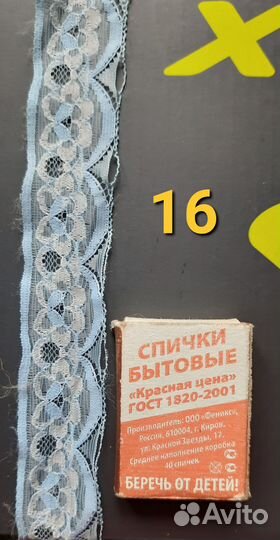 16
СПИЧКИ
БЫТОВЫЕ
«Красная цена»
ГОСТ 1820-2001
Производитель: ООО «Феникс»,
Россия, 610004, г. Киров,
ул. Красной Звезды, 17.
Среднее наполнение коробка
40 спичек
БЕРЕЧЬ ОТ ДЕТЕЙ!
Avito